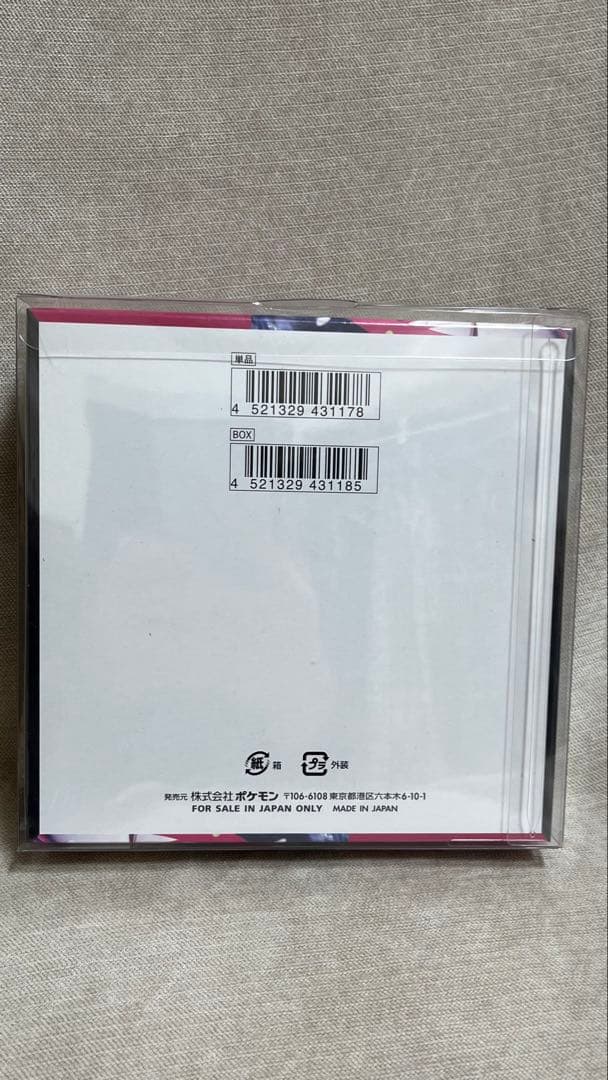 単品
4 521329 431178
BOX
4 521329 431185
紙 箱 プラ 外装
発売元 株式会社 ポケモン 〒106-6108 東京都港区六本木6-10-1
FOR SALE IN JAPAN ONLY MADE IN JAPAN